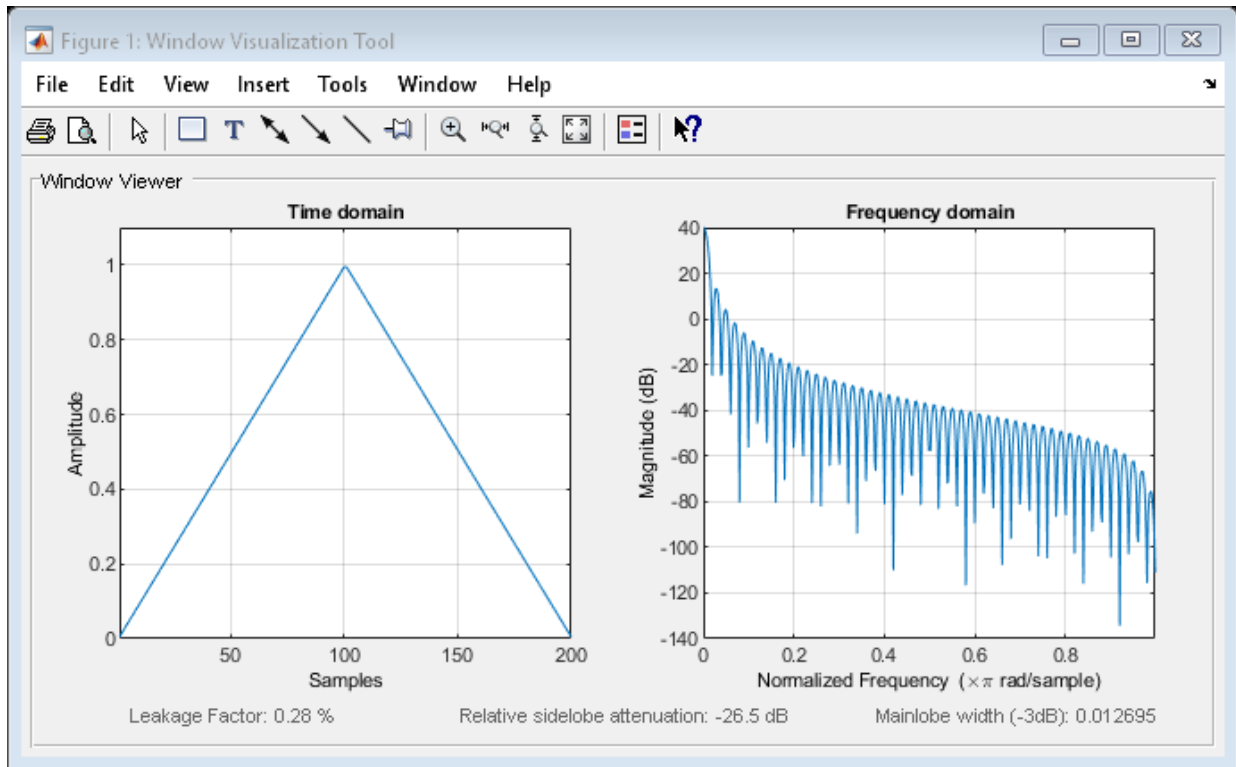 Figure 1: Window Visualization Tool
File Edit View Insert Tools Window Help
T
?
Window Viewer
Time domain
1
0.8
0.6
0.4
0.2
0
50 100 150 200
Amplitude
Samples
Frequency domain
40
20
0
-20
-40
-60
-80
-100
-120
-140
0 0.2 0.4 0.6 0.8
Magnitude (dB)
Normalized Frequency (×π rad/sample)
Leakage Factor: 0.28 % Relative sidelobe attenuation: -26.5 dB Mainlobe width (-3dB): 0.012695